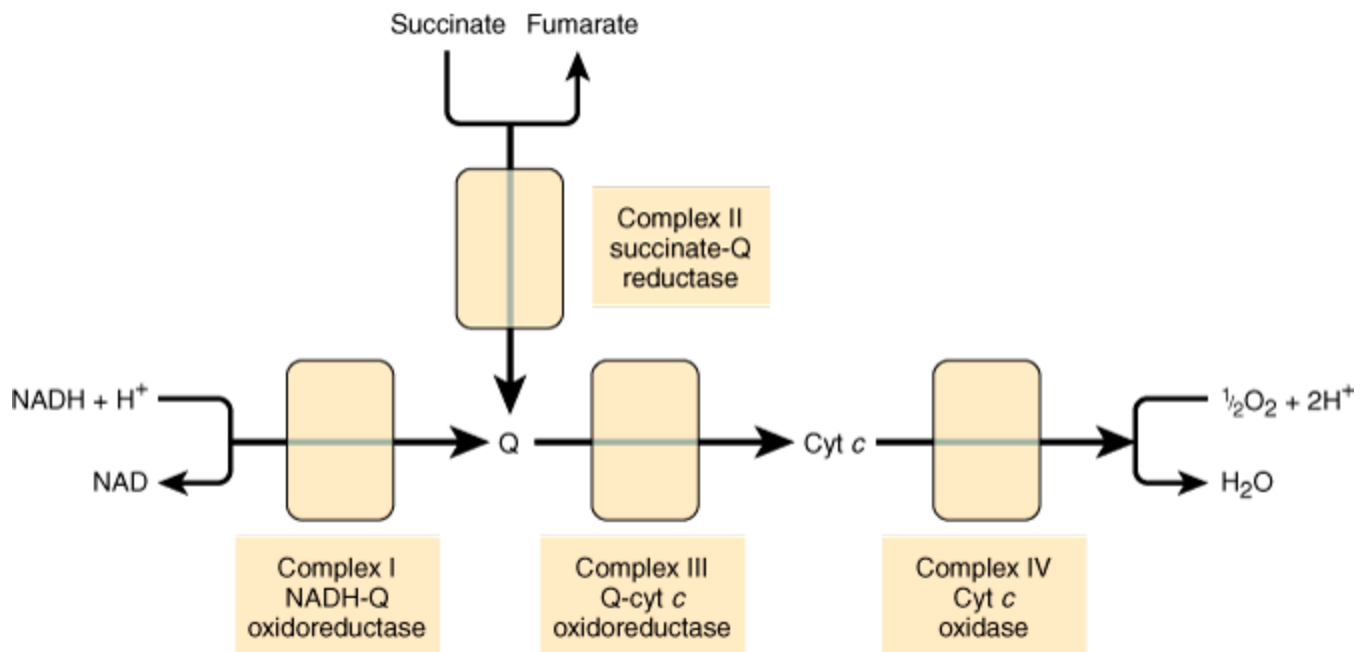 Succinate Fumarate
Complex II
succinate-Q
reductase
NADH + H⁺
NAD
Q
Cyt c
½O₂ + 2H⁺
H₂O
Complex I
NADH-Q
oxidoreductase
Complex III
Q-cyt c
oxidoreductase
Complex IV
Cyt c
oxidase